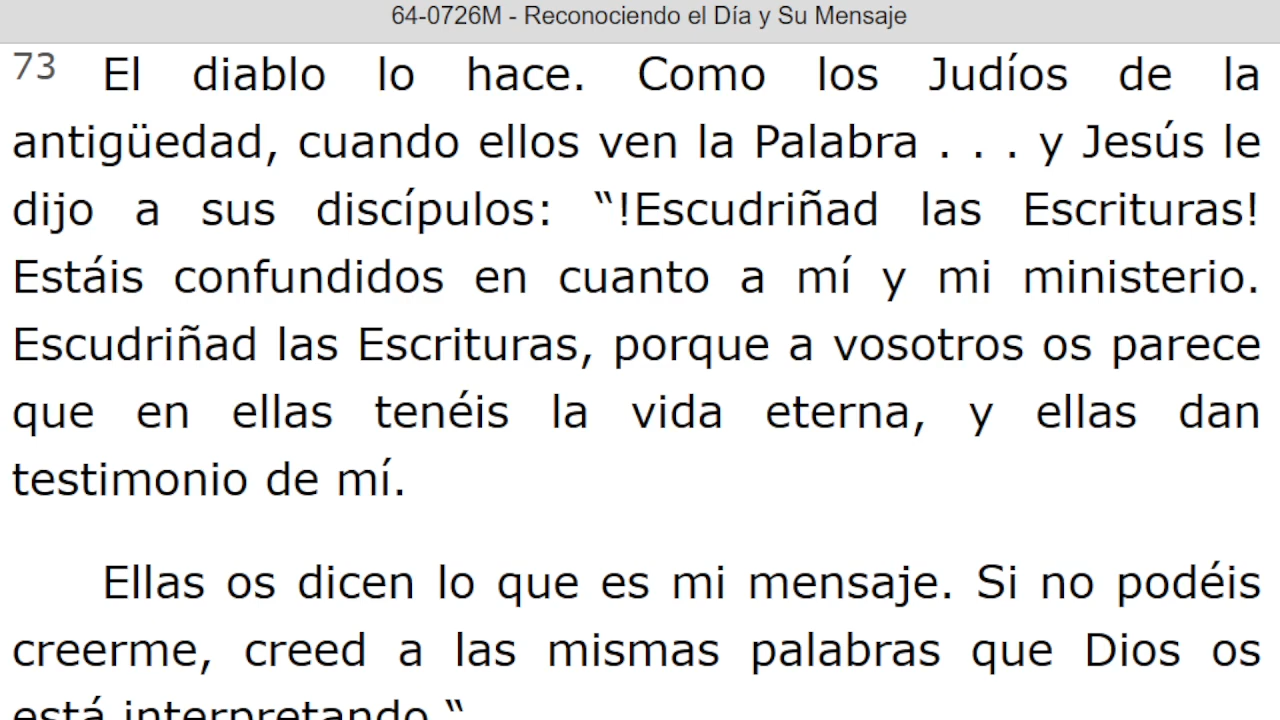 64-0726M - Reconociendo el Día y Su Mensaje
73 El diablo lo hace. Como los Judíos de la
antigüedad, cuando ellos ven la Palabra . . . y Jesús le
dijo a sus discípulos: “!Escudriñad las Escrituras!
Estáis confundidos en cuanto a mí y mi ministerio.
Escudriñad las Escrituras, porque a vosotros os parece
que en ellas tenéis la vida eterna, y ellas dan
testimonio de mí.
Ellas os dicen lo que es mi mensaje. Si no podéis
creerme, creed a las mismas palabras que Dios os
está interpretando.“